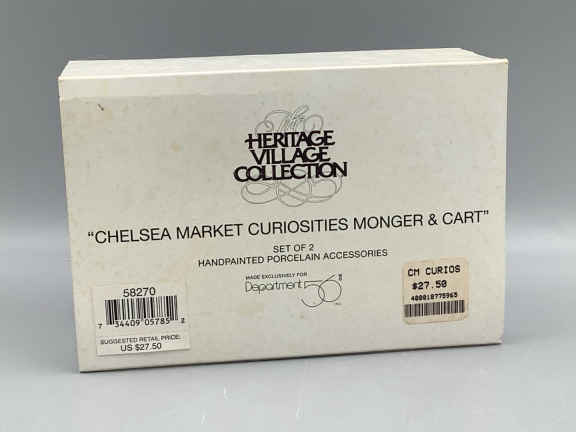 The
HERITAGE
VILLAGE
COLLECTION
"CHELSEA MARKET CURIOSITIES MONGER & CART"
SET OF 2
HANDPAINTED PORCELAIN ACCESSORIES
MADE EXCLUSIVELY FOR
Department 56
58270
7 34409 05785 2
SUGGESTED RETAIL PRICE:
US $27.50
CM CURIOS
$27.50
400010775965